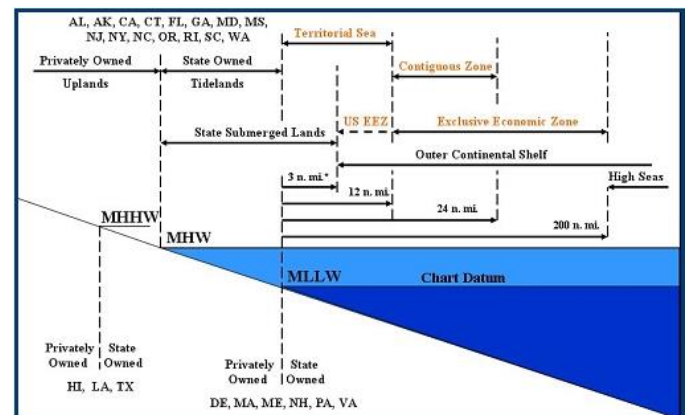 AL, AK, CA, CT, FL, GA, MD, MS,
NJ, NY, NC, OR, RI, SC, WA
Territorial Sea
Privately Owned
State Owned
Contiguous Zone
Uplands
Tidelands
US EEZ
Exclusive Economic Zone
State Submerged Lands
Outer Continental Shelf
3 n. mi.*
High Seas
12 n. mi.
24 n. mi.
200 n. mi.
MHHW
MHW
MLLW
Chart Datum
Privately
Owned
State
Owned
HI, LA, TX
Privately
Owned
State
Owned
DE, MA, ME, NH, PA, VA